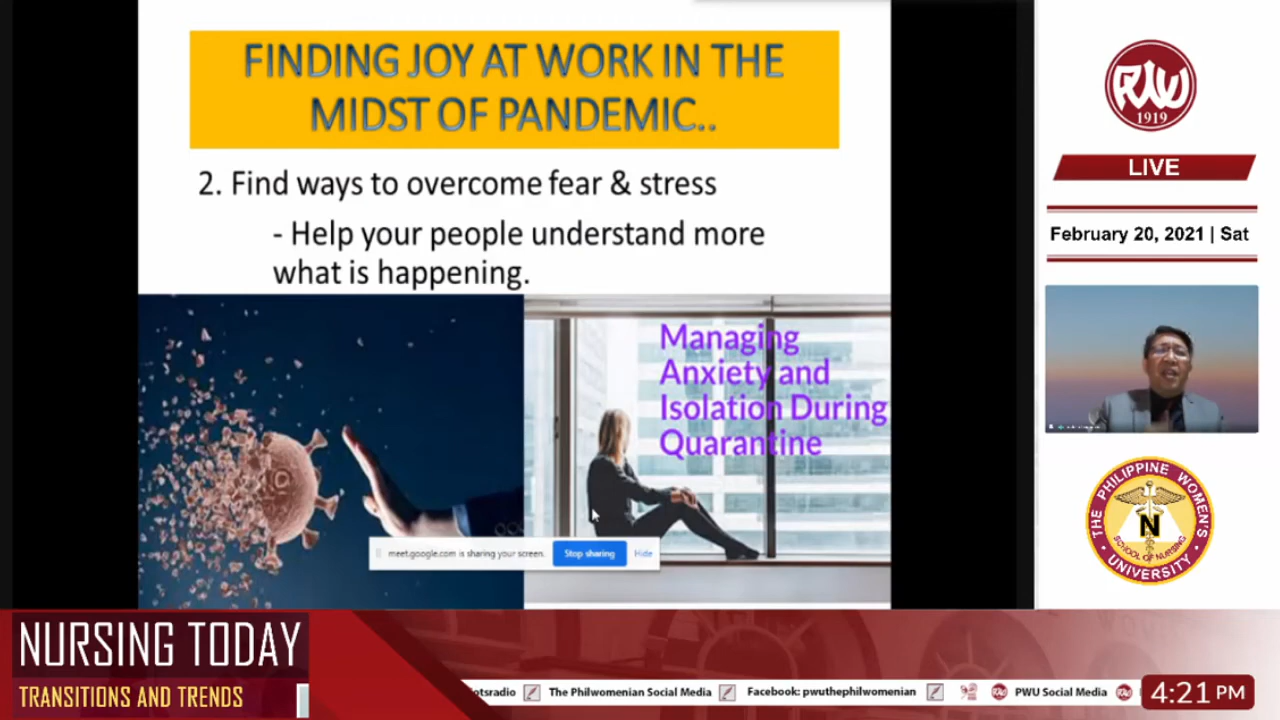 FINDING JOY AT WORK IN THE
MIDST OF PANDEMIC..
2. Find ways to overcome fear & stress
- Help your people understand more
what is happening.
Managing
Anxiety and
Isolation During
Quarantine
meet.google.com is sharing your screen.
Stop sharing
Hide
PWU
1919
LIVE
February 20, 2021 | Sat
THE PHILIPPINE WOMEN'S
UNIVERSITY
N
SCHOOL OF NURSING
NURSING TODAY
TRANSITIONS AND TRENDS
otsradio
The Philwomenian Social Media
Facebook: pwuthephilwomenian
PWU Social Media
4:21 PM